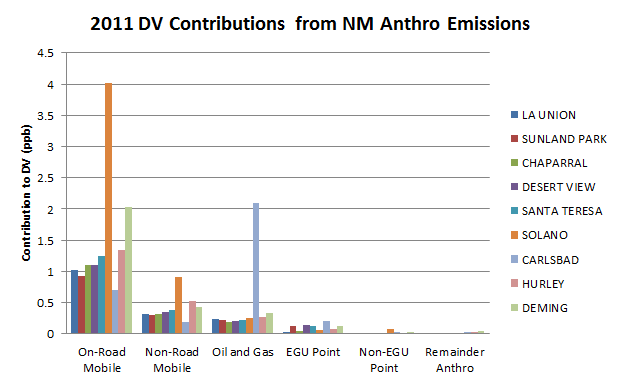 2011 DV Contributions from NM Anthro Emissions
Contribution to DV (ppb)
4.5
4
3.5
3
2.5
2
1.5
1
0.5
0
On-Road
Mobile
Non-Road
Mobile
Oil and Gas
EGU Point
Non-EGU
Point
Remainder
Anthro
LA UNION
SUNLAND PARK
CHAPARRAL
DESERT VIEW
SANTA TERESA
SOLANO
CARLSBAD
HURLEY
DEMING